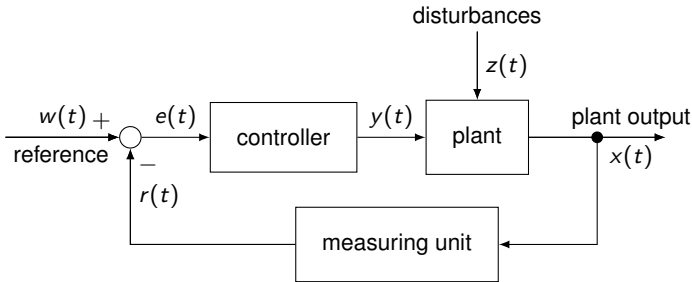 disturbances
z(t)
w(t) +
e(t)
controller
y(t)
plant
plant output
reference
−
x(t)
r(t)
measuring unit